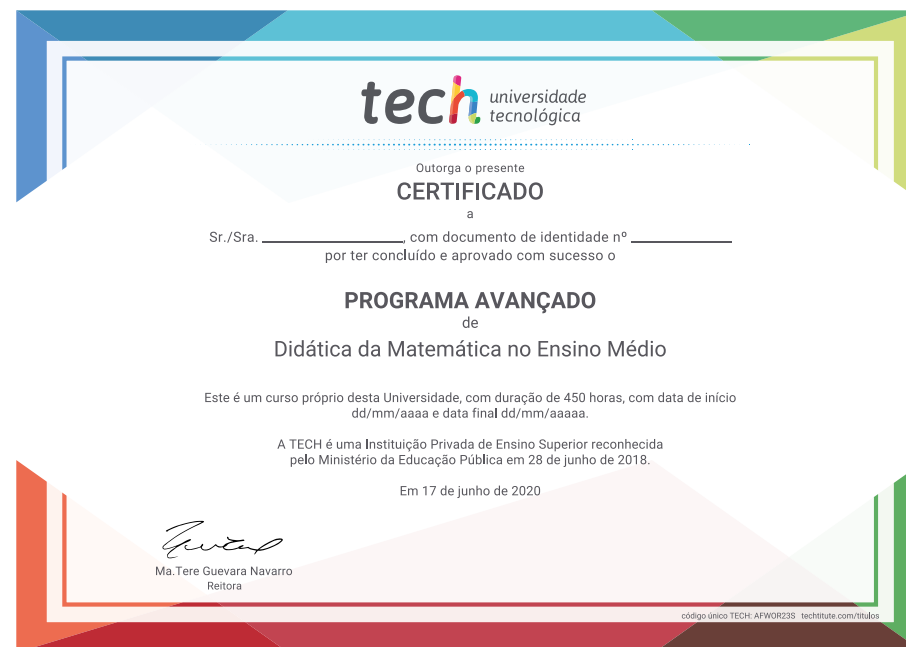 tech universidade
tecnológica
Outorga o presente
CERTIFICADO
a
Sr./Sra. ____________, com documento de identidade nº ____________
por ter concluído e aprovado com sucesso o
PROGRAMA AVANÇADO
de
Didática da Matemática no Ensino Médio
Este é um curso próprio desta Universidade, com duração de 450 horas, com data de início
dd/mm/aaaa e data final dd/mm/aaaaa.
A TECH é uma Instituição Privada de Ensino Superior reconhecida
pelo Ministério da Educação Pública em 28 de junho de 2018.
Em 17 de junho de 2020
Ma.Tere Guevara Navarro
Reitora
código único TECH: AFWOR23S techtitute.com/titulos